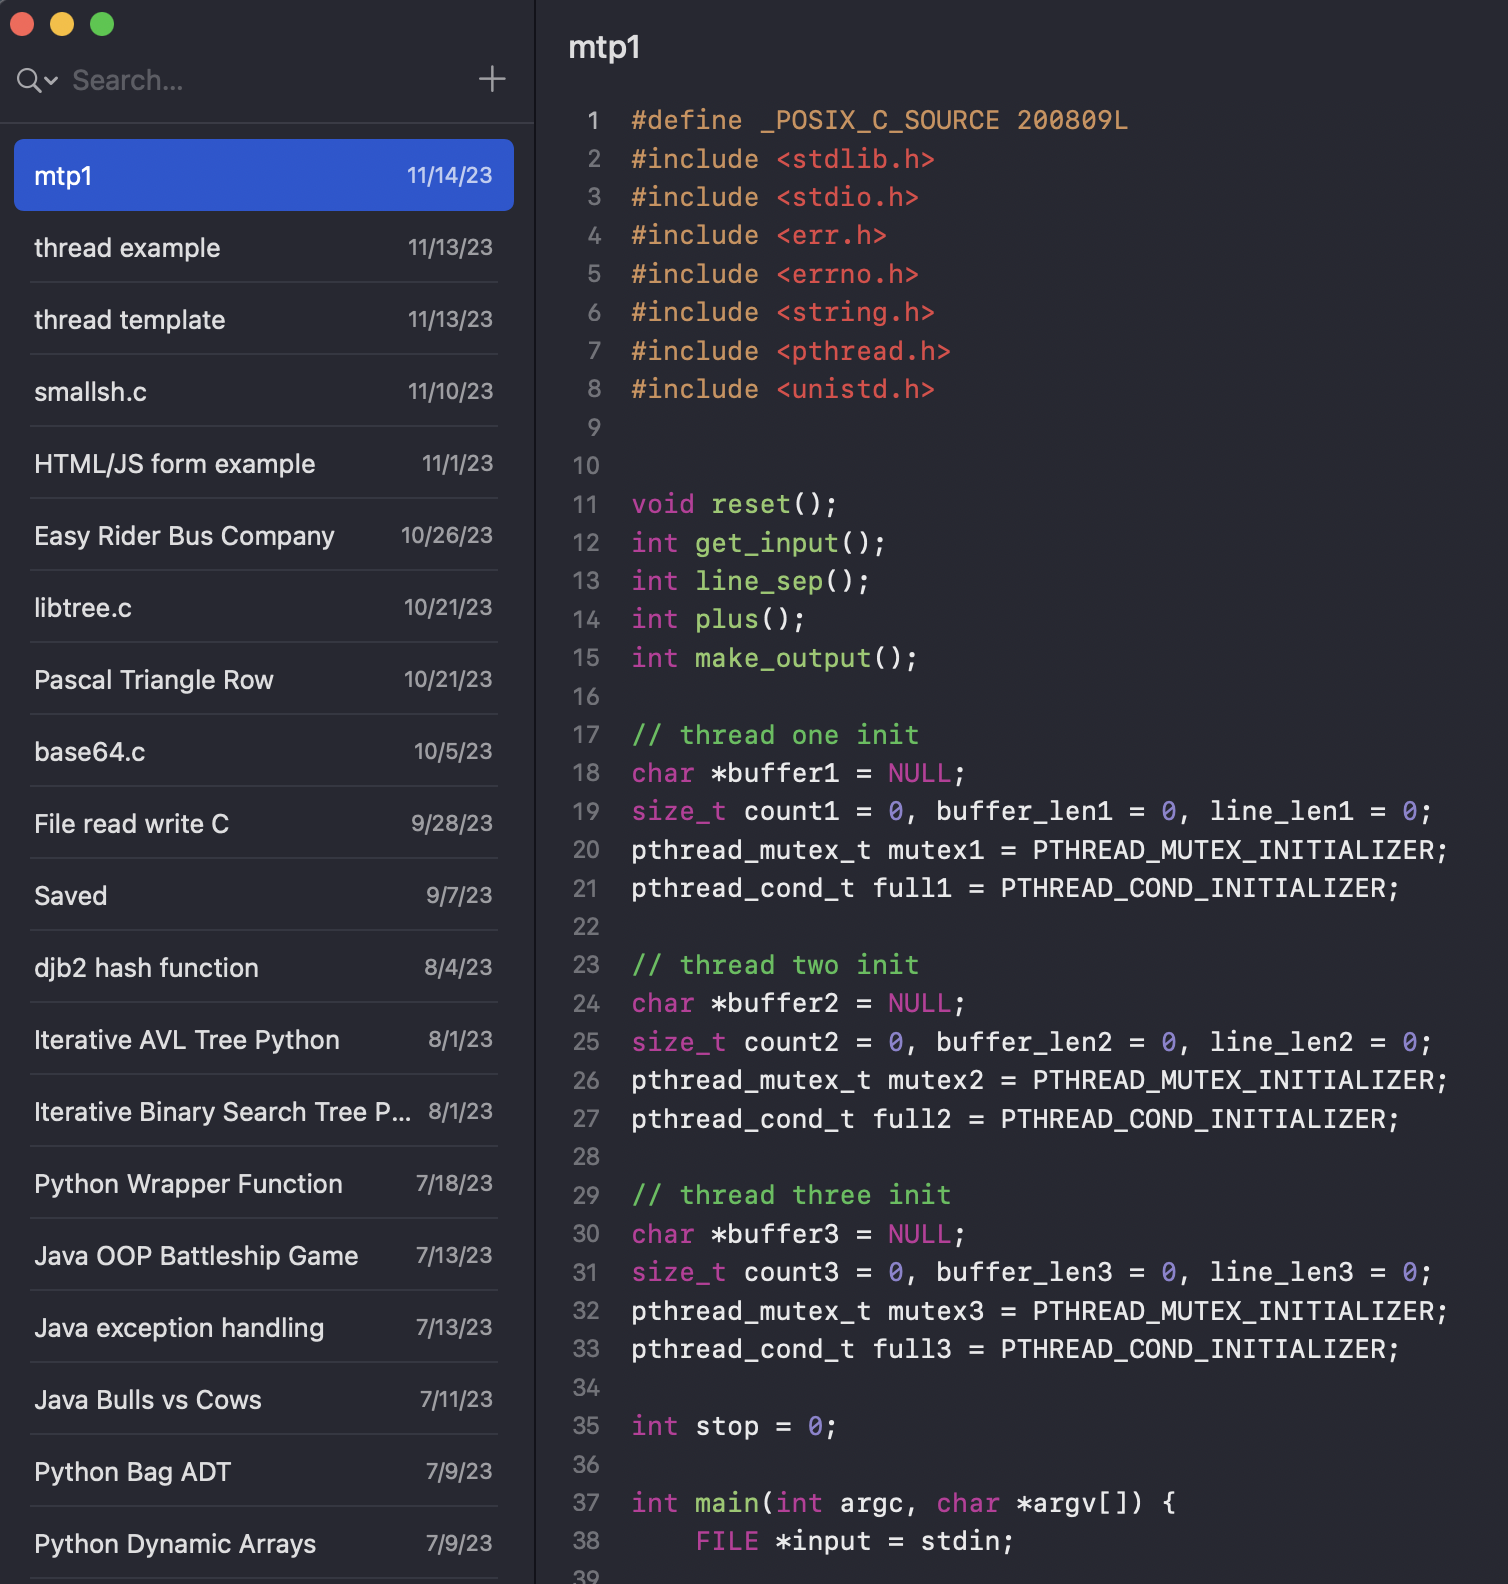 Search...
mtp1 11/14/23
thread example 11/13/23
thread template 11/13/23
smallsh.c 11/10/23
HTML/JS form example 11/1/23
Easy Rider Bus Company 10/26/23
libtree.c 10/21/23
Pascal Triangle Row 10/21/23
base64.c 10/5/23
File read write C 9/28/23
Saved 9/7/23
djb2 hash function 8/4/23
Iterative AVL Tree Python 8/1/23
Iterative Binary Search Tree P... 8/1/23
Python Wrapper Function 7/18/23
Java OOP Battleship Game 7/13/23
Java exception handling 7/13/23
Java Bulls vs Cows 7/11/23
Python Bag ADT 7/9/23
Python Dynamic Arrays 7/9/23
mtp1
1 #define _POSIX_C_SOURCE 200809L
2 #include <stdlib.h>
3 #include <stdio.h>
4 #include <err.h>
5 #include <errno.h>
6 #include <string.h>
7 #include <pthread.h>
8 #include <unistd.h>
9
10
11 void reset();
12 int get_input();
13 int line_sep();
14 int plus();
15 int make_output();
16
17 // thread one init
18 char *buffer1 = NULL;
19 size_t count1 = 0, buffer_len1 = 0, line_len1 = 0;
20 pthread_mutex_t mutex1 = PTHREAD_MUTEX_INITIALIZER;
21 pthread_cond_t full1 = PTHREAD_COND_INITIALIZER;
22
23 // thread two init
24 char *buffer2 = NULL;
25 size_t count2 = 0, buffer_len2 = 0, line_len2 = 0;
26 pthread_mutex_t mutex2 = PTHREAD_MUTEX_INITIALIZER;
27 pthread_cond_t full2 = PTHREAD_COND_INITIALIZER;
28
29 // thread three init
30 char *buffer3 = NULL;
31 size_t count3 = 0, buffer_len3 = 0, line_len3 = 0;
32 pthread_mutex_t mutex3 = PTHREAD_MUTEX_INITIALIZER;
33 pthread_cond_t full3 = PTHREAD_COND_INITIALIZER;
34
35 int stop = 0;
36
37 int main(int argc, char *argv[]) {
38     FILE *input = stdin;
39